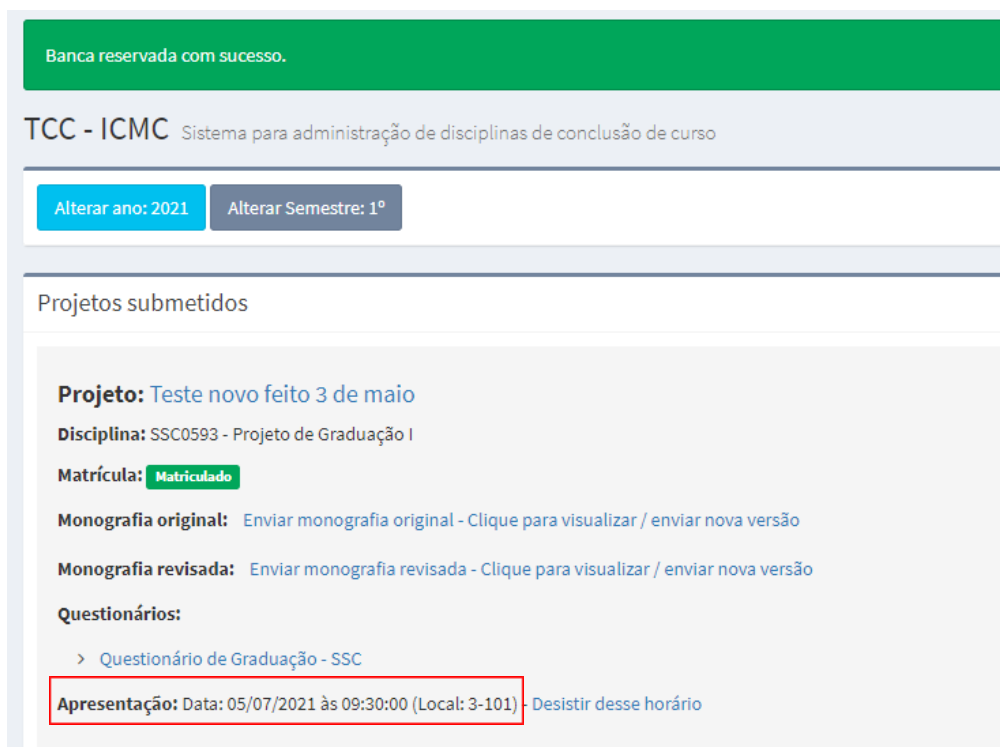 Banca reservada com sucesso.
TCC - ICMC Sistema para administração de disciplinas de conclusão de curso
Alterar ano: 2021 Alterar Semestre: 1º
Projetos submetidos
Projeto: Teste novo feito 3 de maio
Disciplina: SSC0593 - Projeto de Graduação I
Matrícula: Matriculado
Monografia original: Enviar monografia original - Clique para visualizar / enviar nova versão
Monografia revisada: Enviar monografia revisada - Clique para visualizar / enviar nova versão
Questionários:
> Questionário de Graduação - SSC
Apresentação: Data: 05/07/2021 às 09:30:00 (Local: 3-101) - Desistir desse horário